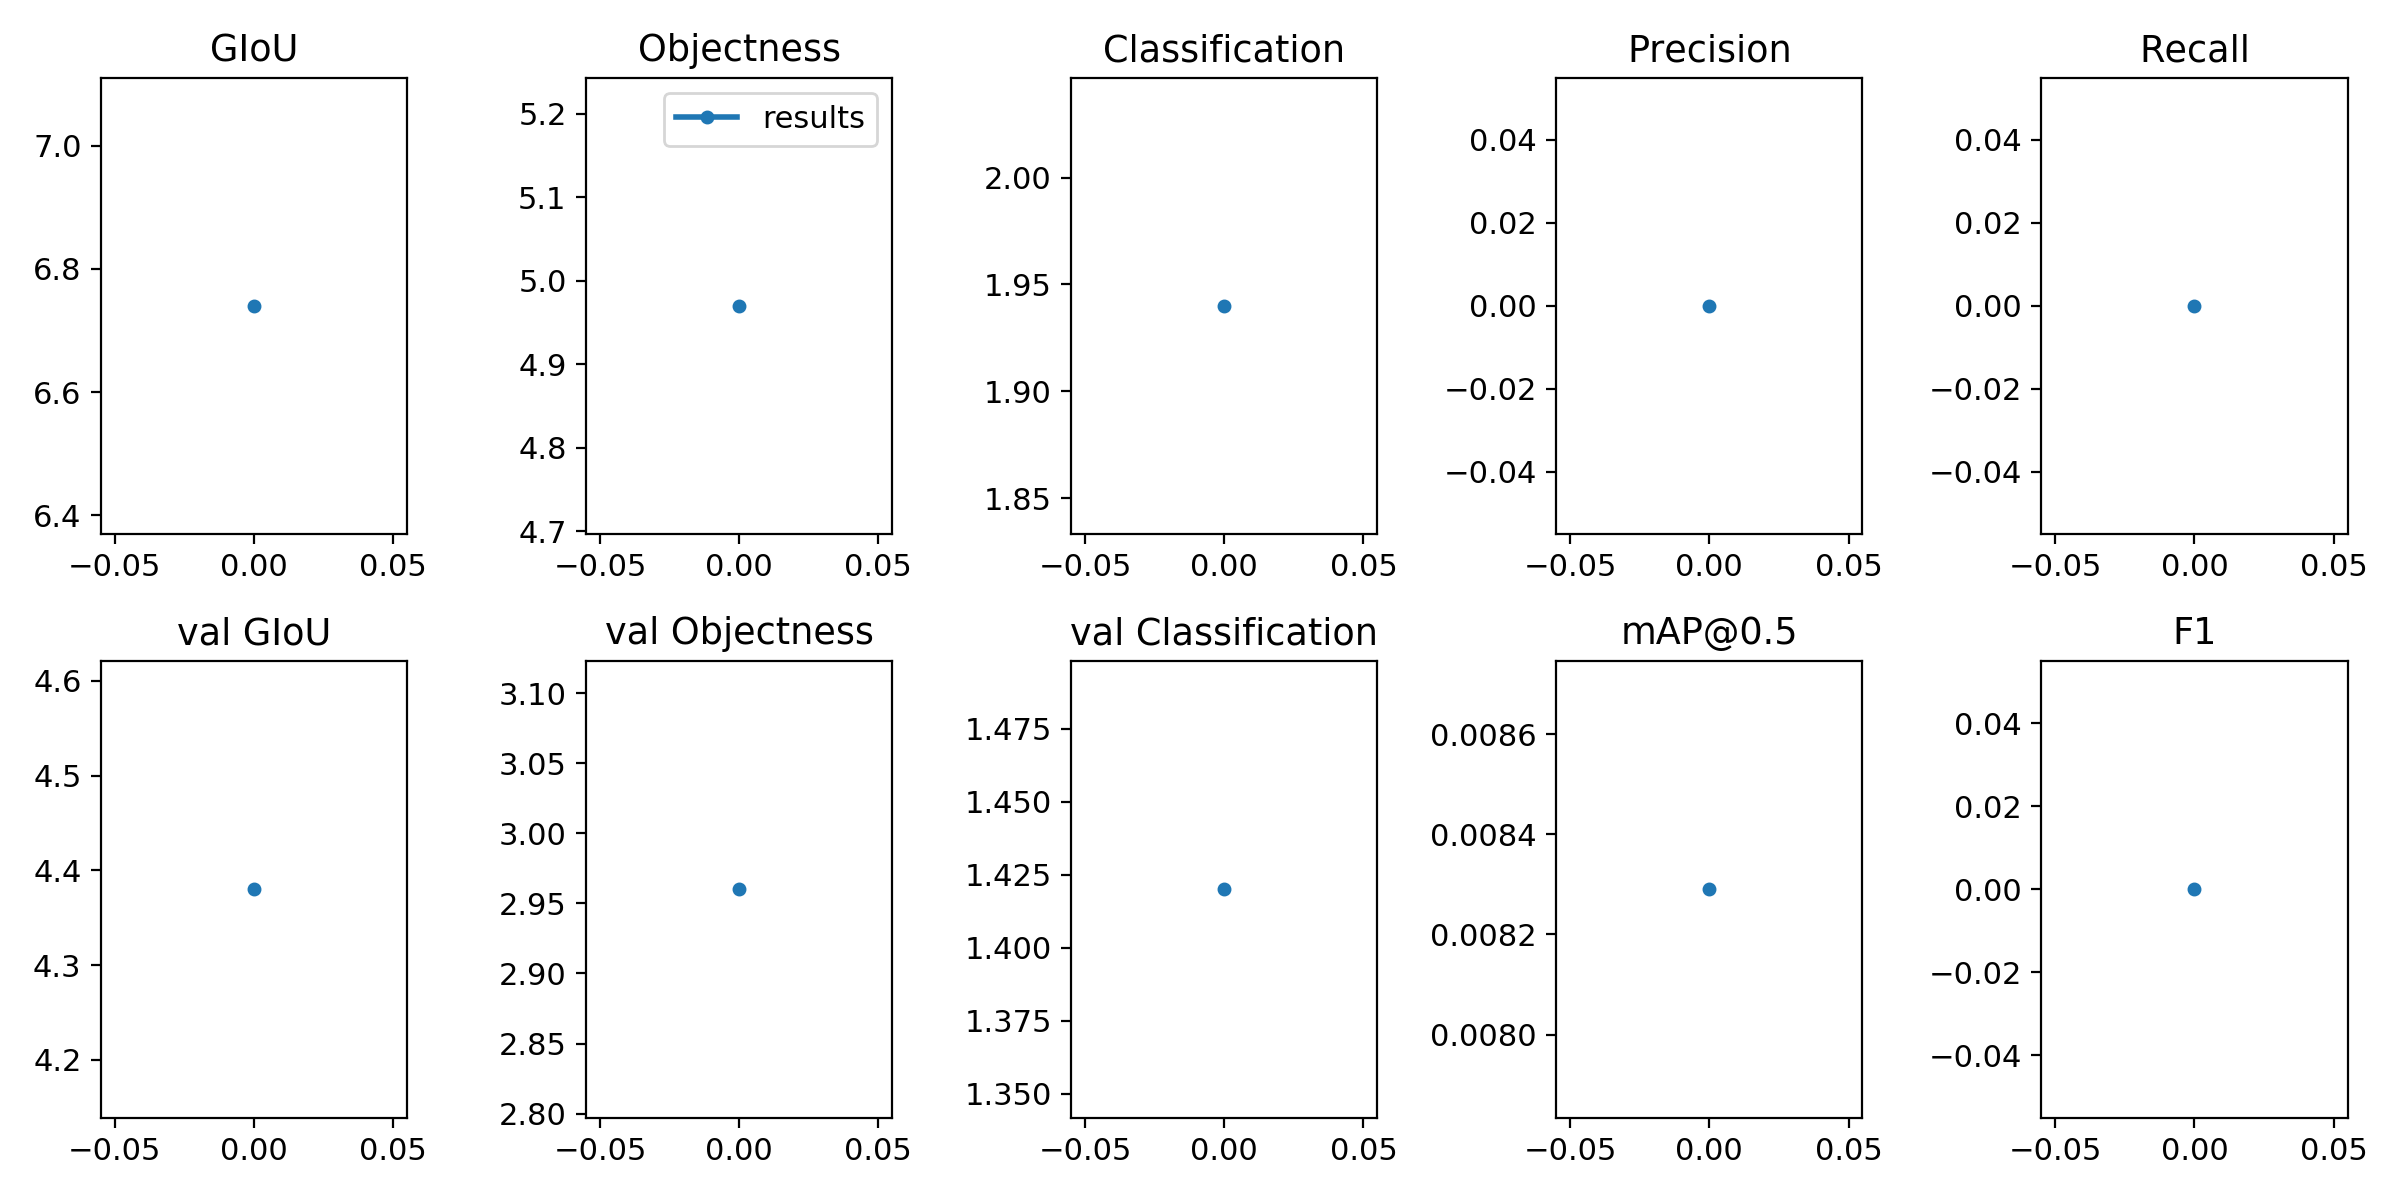 GIoU
Objectness
Classification
Precision
Recall
7.0
6.8
6.6
6.4
−0.05 0.00 0.05
results
5.2
5.1
5.0
4.9
4.8
4.7
−0.05 0.00 0.05
2.00
1.95
1.90
1.85
−0.05 0.00 0.05
0.04
0.02
0.00
−0.02
−0.04
−0.05 0.00 0.05
0.04
0.02
0.00
−0.02
−0.04
−0.05 0.00 0.05
val GIoU
val Objectness
val Classification
mAP@0.5
F1
4.6
4.5
4.4
4.3
4.2
−0.05 0.00 0.05
3.10
3.05
3.00
2.95
2.90
2.85
2.80
−0.05 0.00 0.05
1.475
1.450
1.425
1.400
1.375
1.350
−0.05 0.00 0.05
0.0086
0.0084
0.0082
0.0080
−0.05 0.00 0.05
0.04
0.02
0.00
−0.02
−0.04
−0.05 0.00 0.05